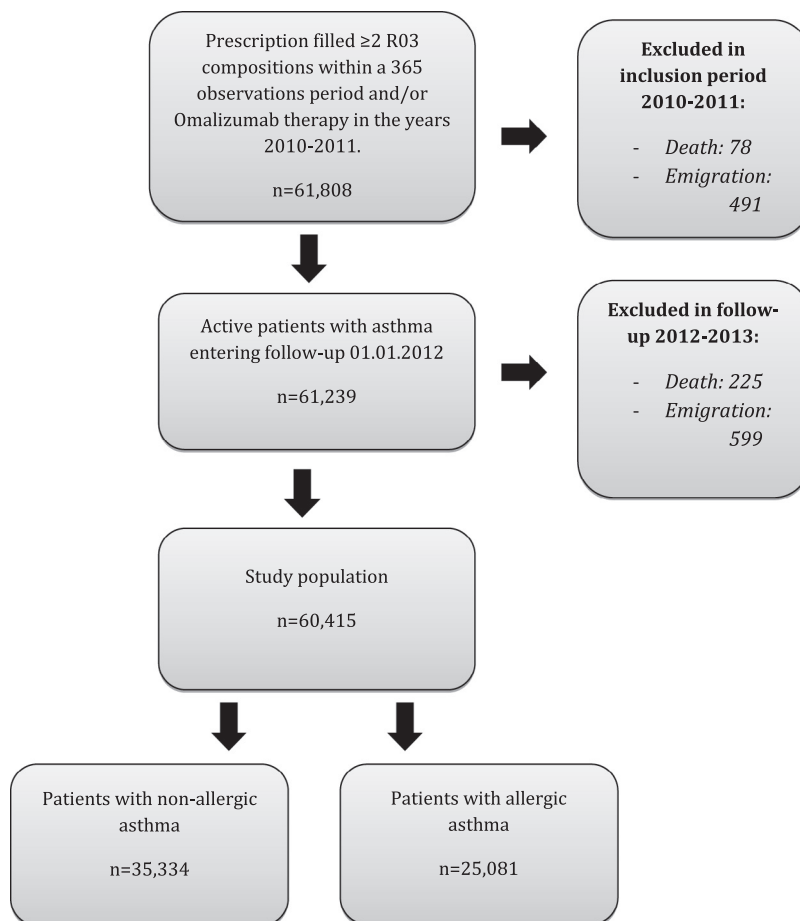 Prescription filled ≥2 R03
compositions within a 365
observations period and/or
Omalizumab therapy in the years
2010-2011.
n=61,808
Excluded in
inclusion period
2010-2011:
- Death: 78
- Emigration:
491
Active patients with asthma
entering follow-up 01.01.2012
n=61,239
Excluded in follow-
up 2012-2013:
- Death: 225
- Emigration:
599
Study population
n=60,415
Patients with non-allergic
asthma
n=35,334
Patients with allergic
asthma
n=25,081